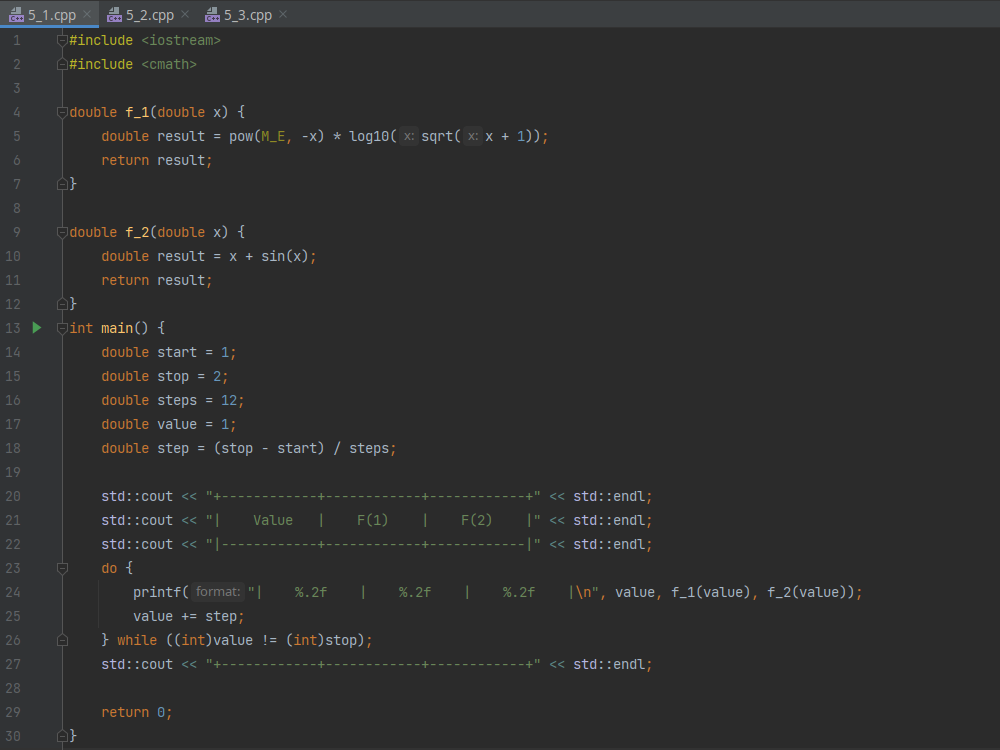 5_1.cpp 5_2.cpp 5_3.cpp
1 #include <iostream>
2 #include <cmath>
3
4 double f_1(double x) {
5 double result = pow(M_E, -x) * log10( x: sqrt( x: x + 1));
6 return result;
7 }
8
9 double f_2(double x) {
10 double result = x + sin(x);
11 return result;
12 }
13 int main() {
14 double start = 1;
15 double stop = 2;
16 double steps = 12;
17 double value = 1;
18 double step = (stop - start) / steps;
19
20 std::cout << "+------------+------------+------------+" << std::endl;
21 std::cout << "|    Value   |    F(1)    |    F(2)    |" << std::endl;
22 std::cout << "|------------+------------+------------|" << std::endl;
23 do {
24 printf( format: "|    %.2f    |    %.2f    |    %.2f    |\n", value, f_1(value), f_2(value));
25 value += step;
26 } while ((int)value != (int)stop);
27 std::cout << "+------------+------------+------------+" << std::endl;
28
29 return 0;
30 }